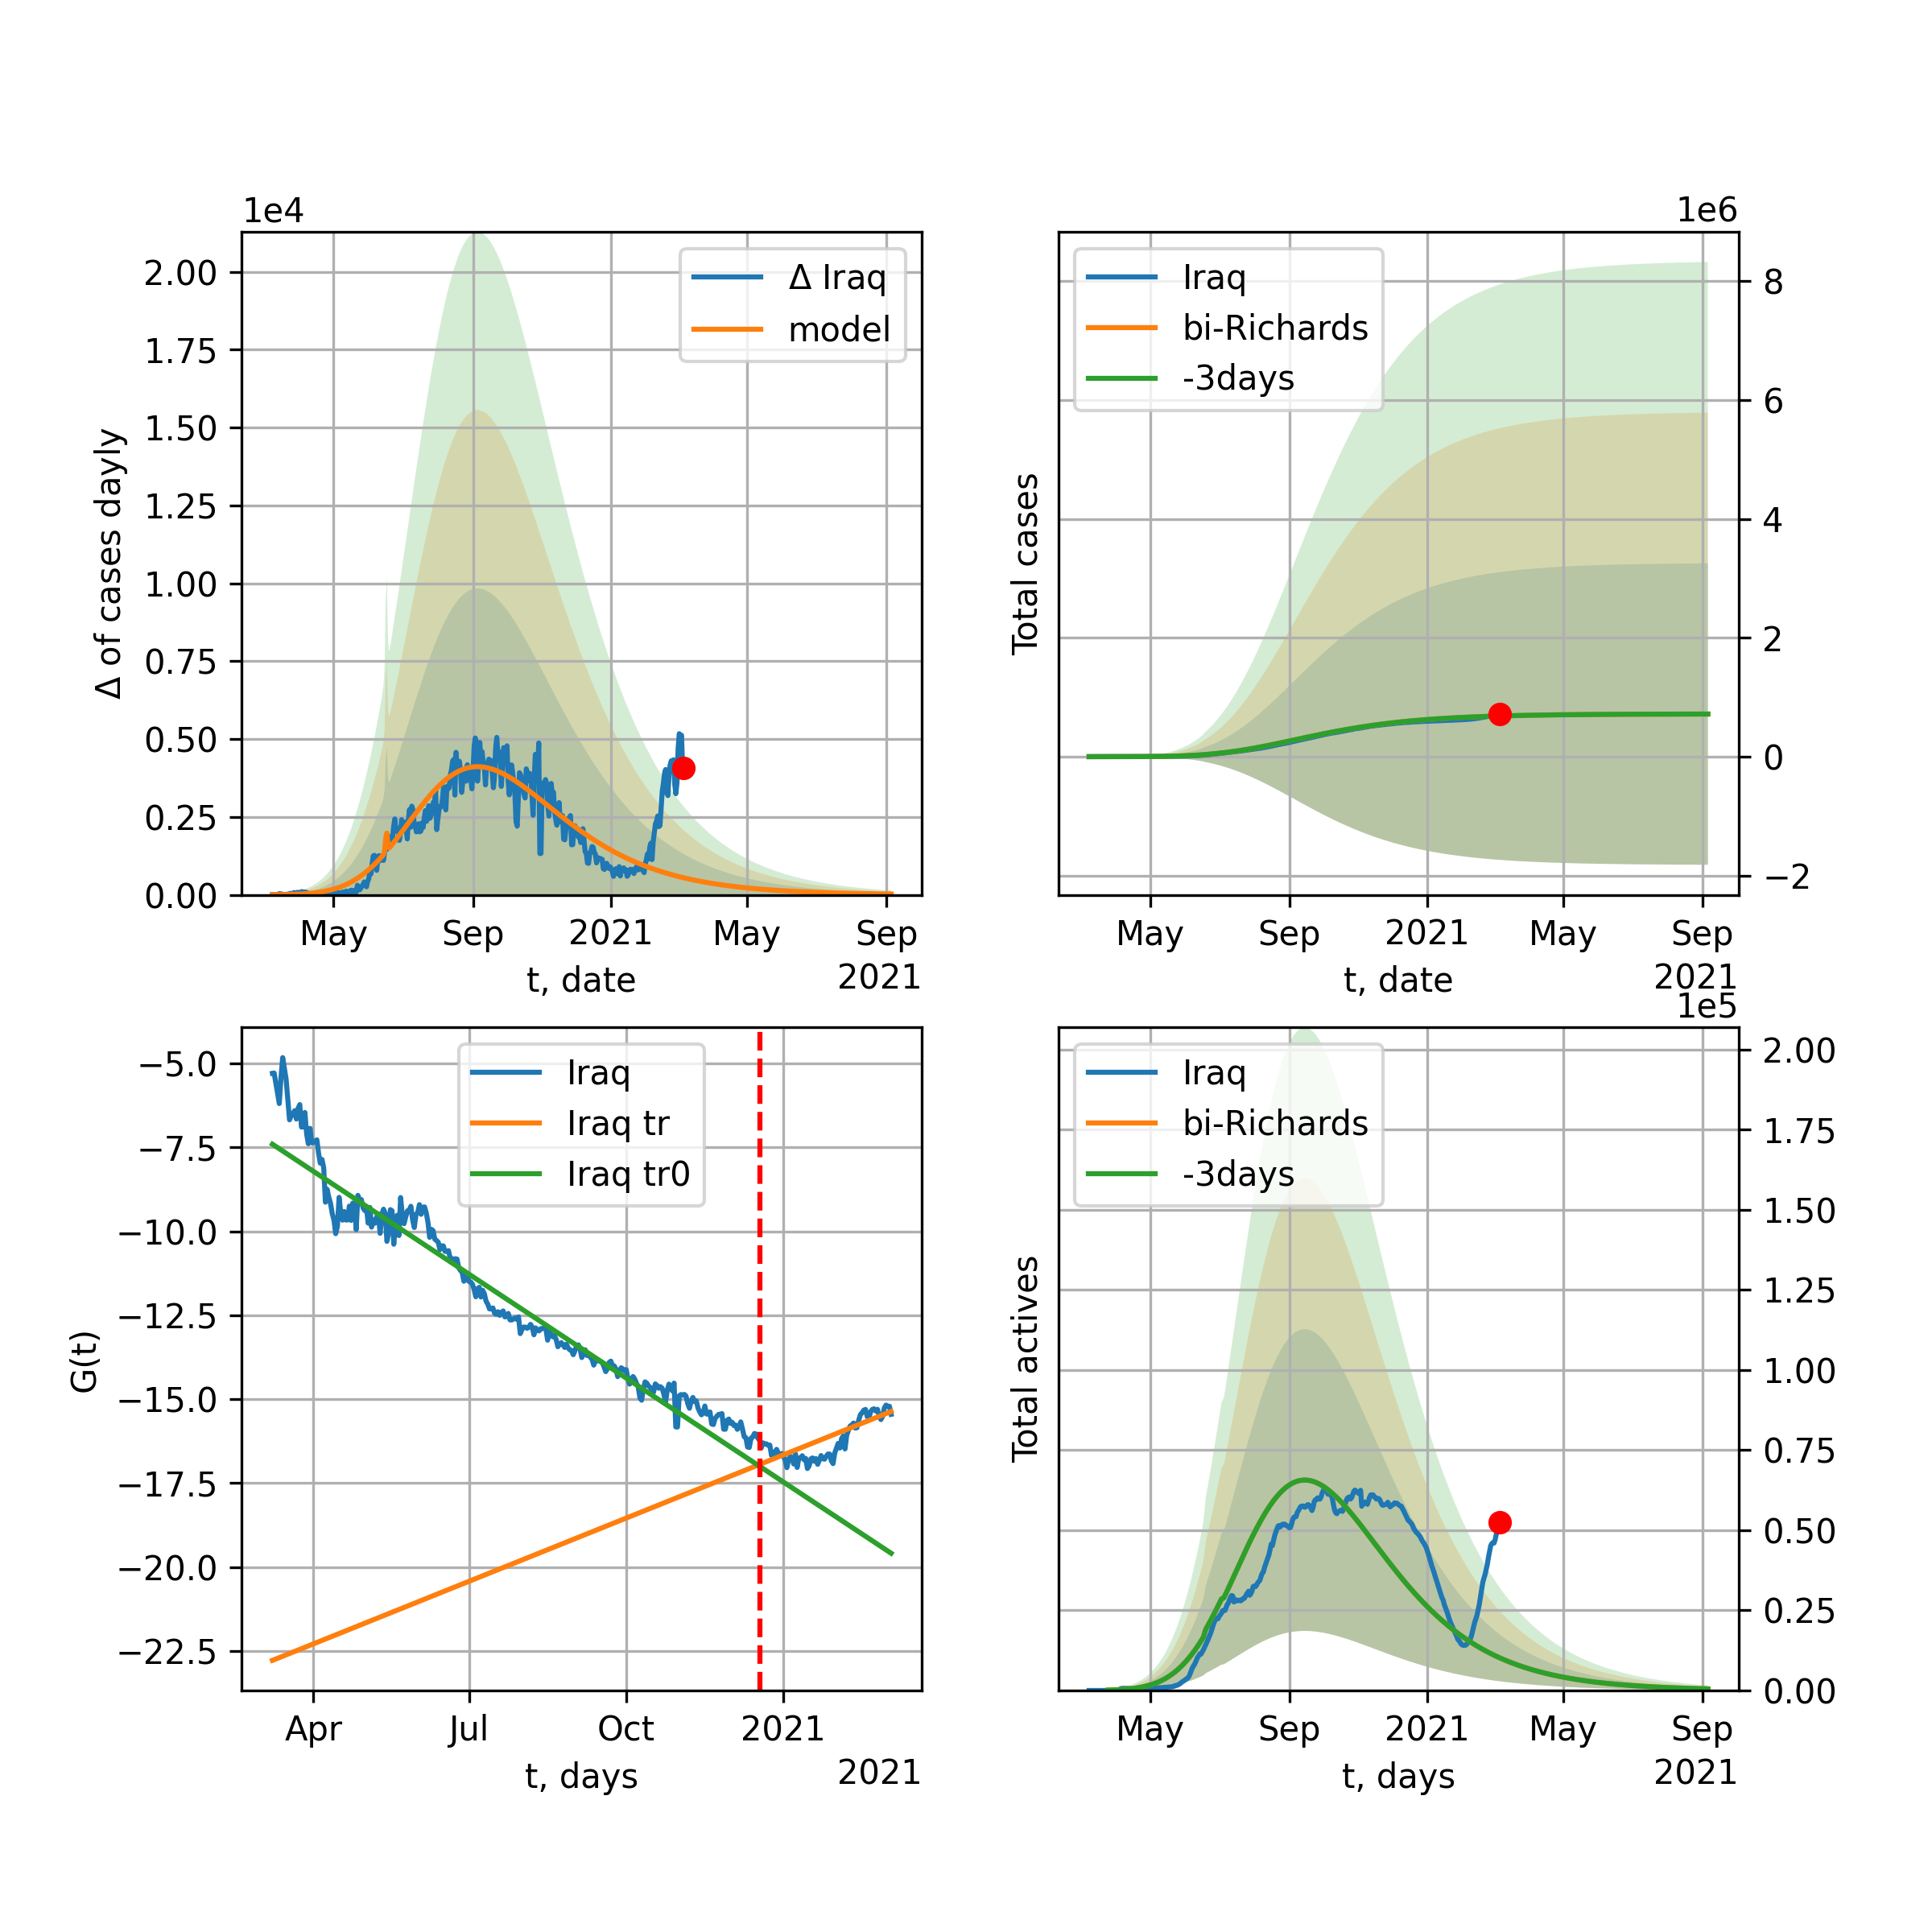 1e4
2.00
1.75
1.50
1.25
1.00
0.75
0.50
0.25
0.00
Δ of cases dayly
Δ Iraq
model
May Sep 2021 May Sep
t, date
2021
1e6
8
6
4
2
0
−2
Total cases
Iraq
bi-Richards
-3days
May Sep 2021 May Sep
t, date
2021
−5.0
−7.5
−10.0
−12.5
−15.0
−17.5
−20.0
−22.5
G(t)
Iraq
Iraq tr
Iraq tr0
Apr Jul Oct 2021
t, days
2021
1e5
2.00
1.75
1.50
1.25
1.00
0.75
0.50
0.25
0.00
Total actives
Iraq
bi-Richards
-3days
May Sep 2021 May Sep
t, days
2021